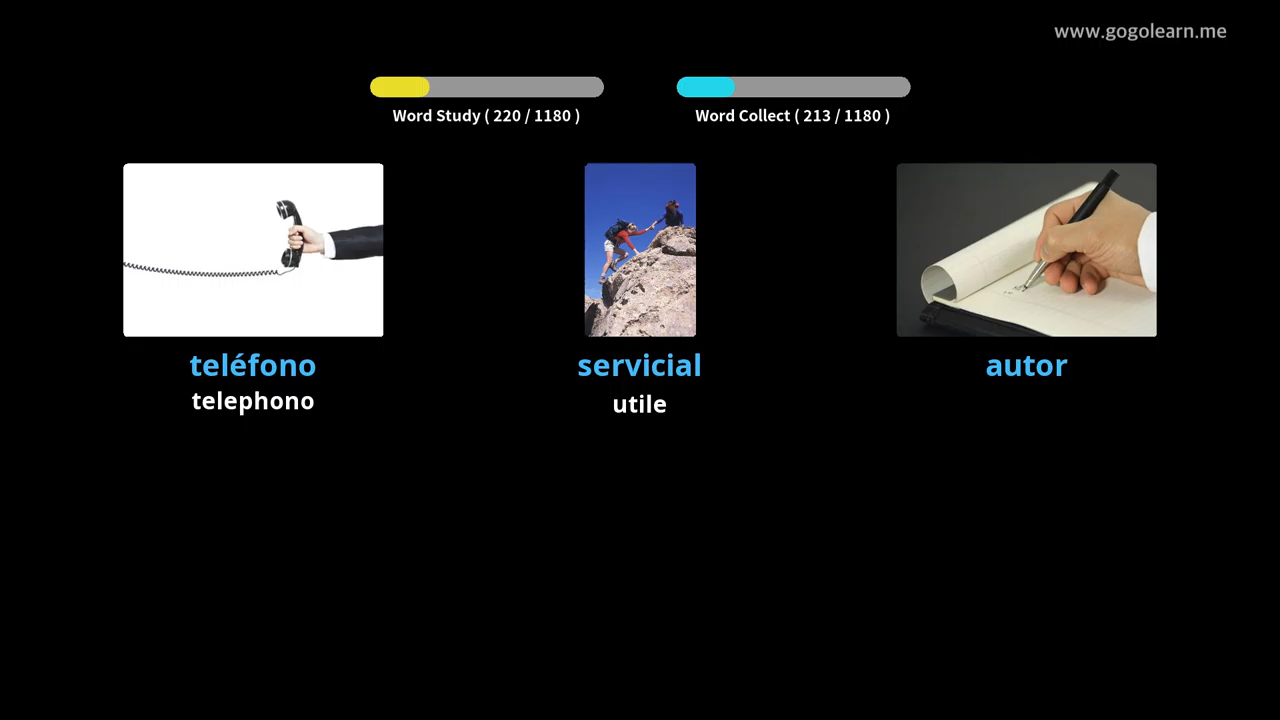 www.gogolearn.me
Word Study ( 220 / 1180 )
Word Collect ( 213 / 1180 )
teléfono
telephono
servicial
utile
autor